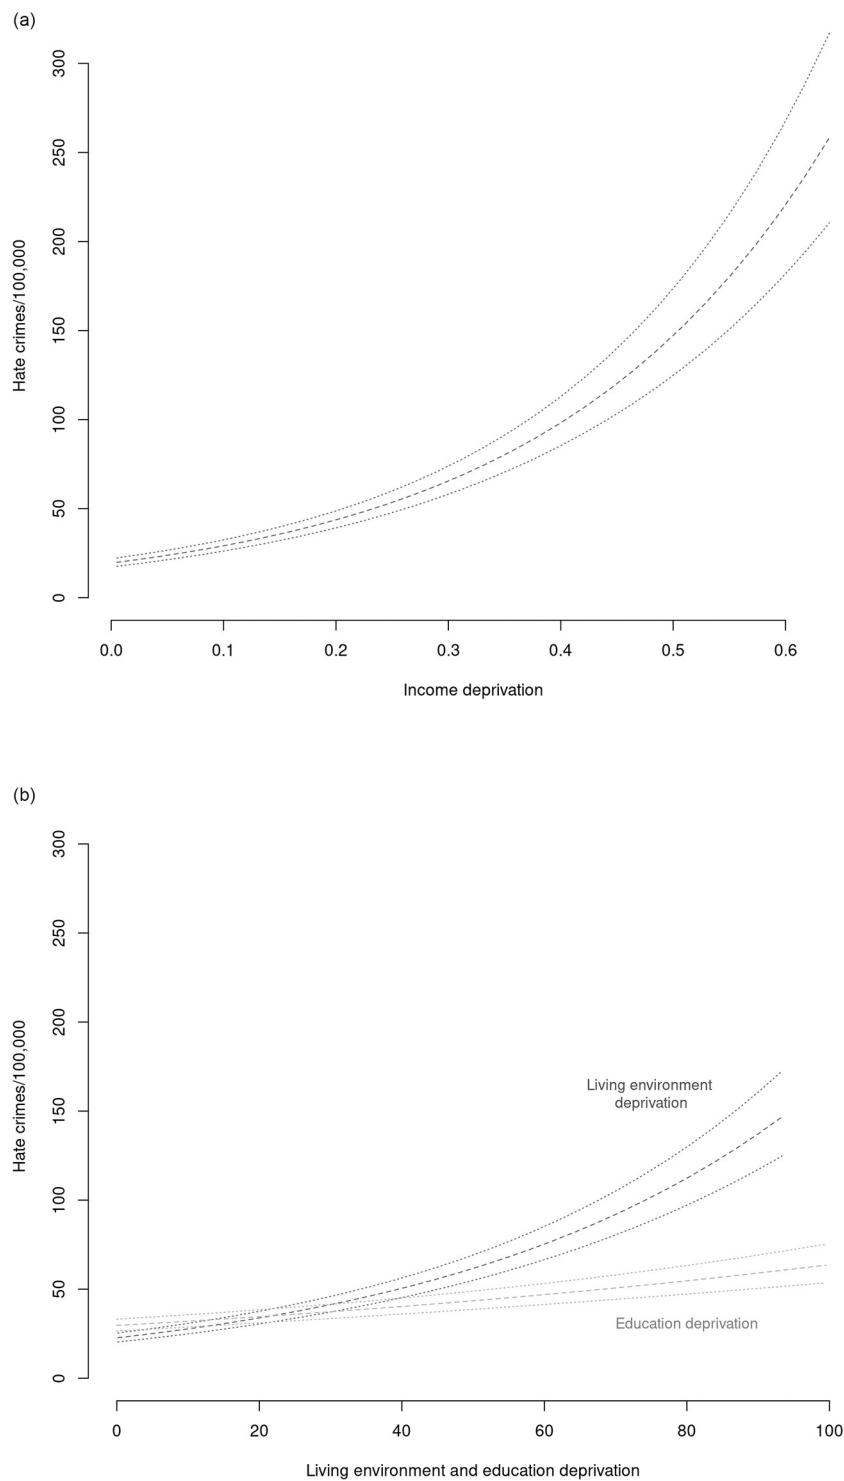 (a)
300
250
200
150
100
50
0
Hate crimes/100,000
0.0 0.1 0.2 0.3 0.4 0.5 0.6
Income deprivation
(b)
300
250
200
150
100
50
0
Hate crimes/100,000
Living environment
deprivation
Education deprivation
0 20 40 60 80 100
Living environment and education deprivation